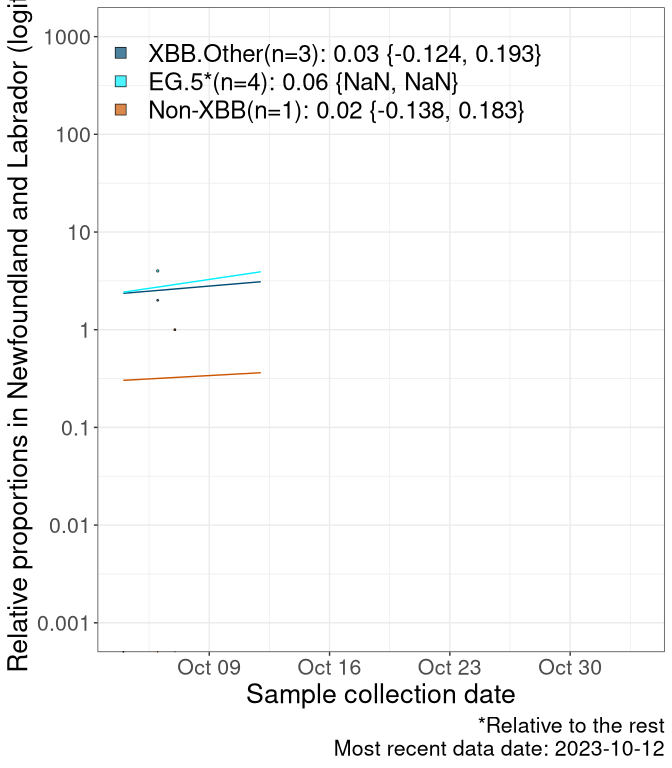 1000
100
10
1
0.1
0.01
0.001
XBB.Other(n=3): 0.03 {-0.124, 0.193}
EG.5*(n=4): 0.06 {NaN, NaN}
Non-XBB(n=1): 0.02 {-0.138, 0.183}
Relative proportions in Newfoundland and Labrador
Oct 09 Oct 16 Oct 23 Oct 30
Sample collection date
*Relative to the rest
Most recent data date: 2023-10-12